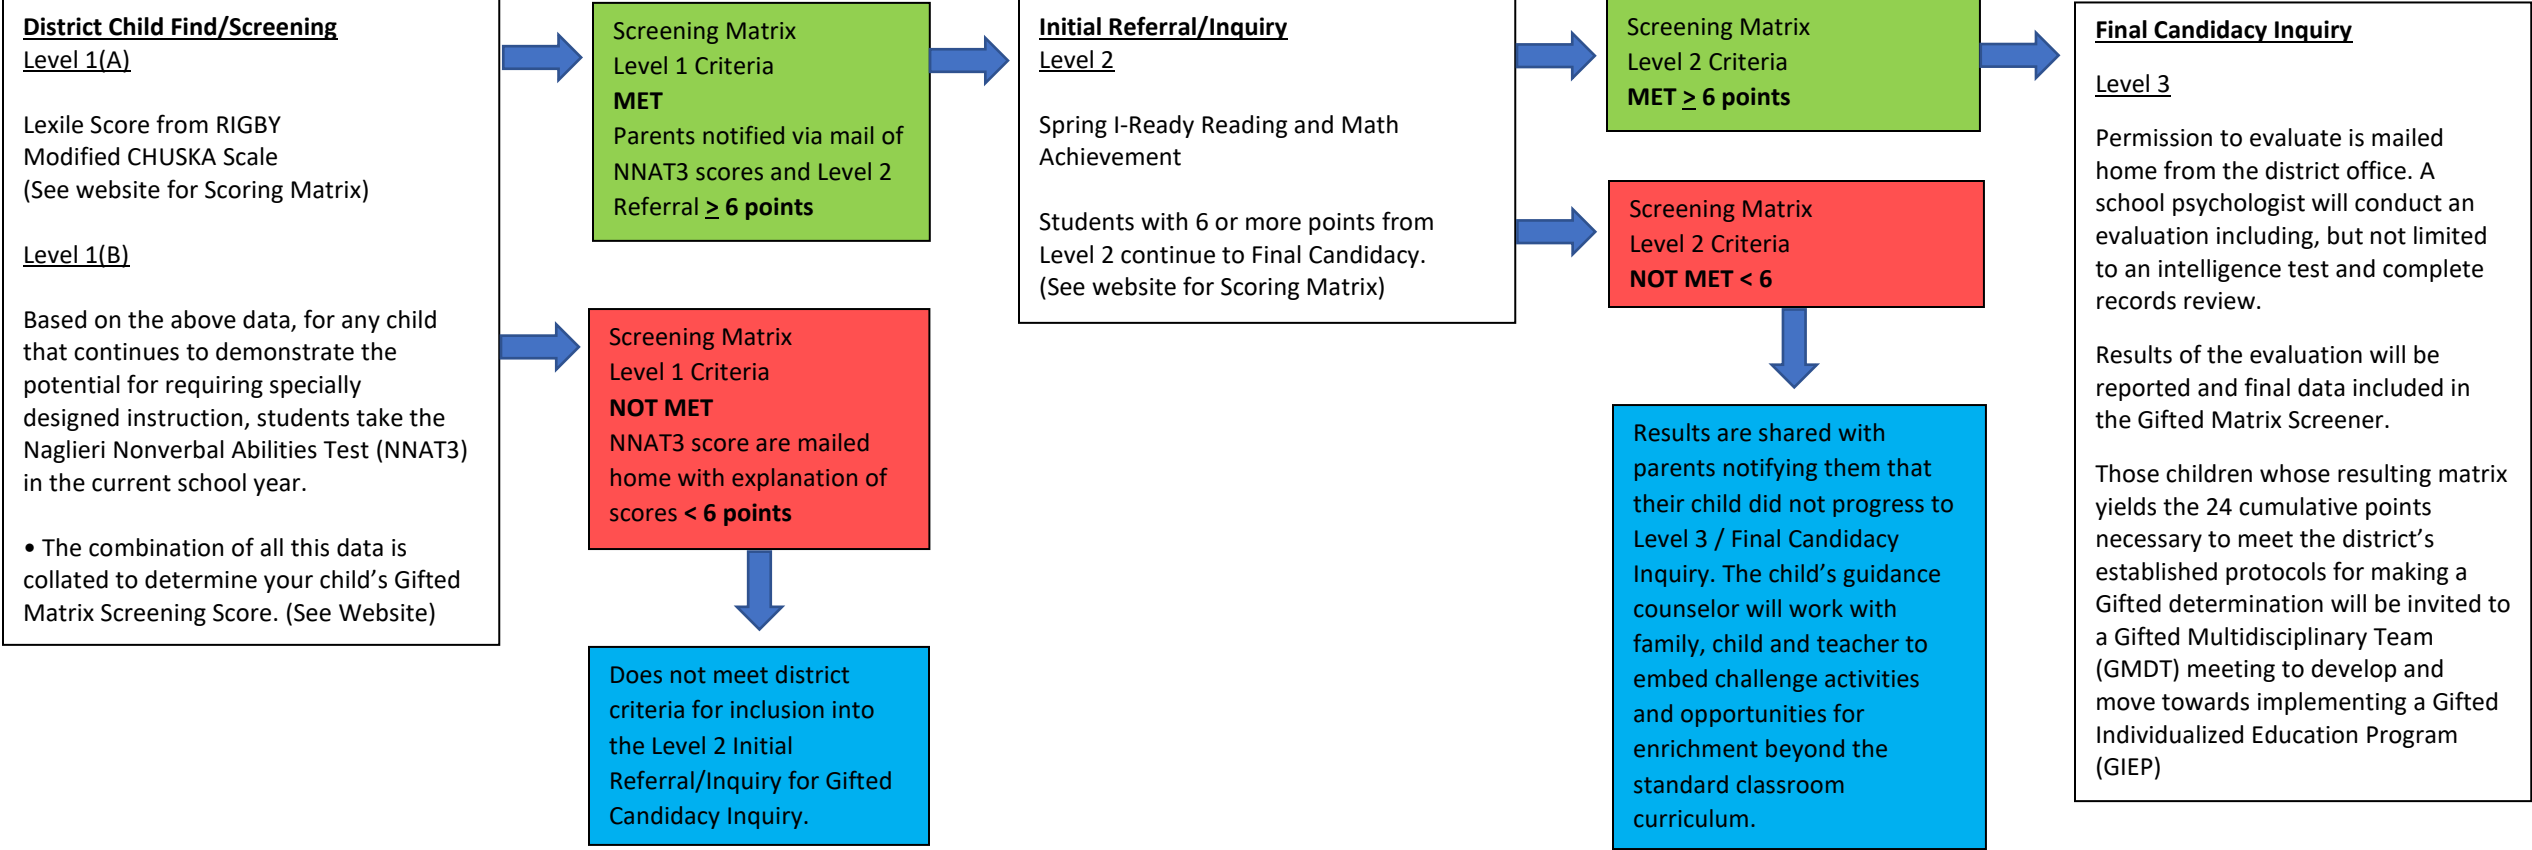 District Child Find/Screening
Level 1(A)
Lexile Score from RIGBY
Modified CHUSKA Scale
(See website for Scoring Matrix)
Level 1(B)
Based on the above data, for any child
that continues to demonstrate the
potential for requiring specially
designed instruction, students take the
Naglieri Nonverbal Abilities Test (NNAT3)
in the current school year.
• The combination of all this data is
collated to determine your child’s Gifted
Matrix Screening Score. (See Website)
Screening Matrix
Level 1 Criteria
MET
Parents notified via mail of
NNAT3 scores and Level 2
Referral ≥ 6 points
Screening Matrix
Level 1 Criteria
NOT MET
NNAT3 score are mailed
home with explanation of
scores < 6 points
Does not meet district
criteria for inclusion into
the Level 2 Initial
Referral/Inquiry for Gifted
Candidacy Inquiry.
Initial Referral/Inquiry
Level 2
Spring I-Ready Reading and Math
Achievement
Students with 6 or more points from
Level 2 continue to Final Candidacy.
(See website for Scoring Matrix)
Screening Matrix
Level 2 Criteria
MET ≥ 6 points
Screening Matrix
Level 2 Criteria
NOT MET < 6
Results are shared with
parents notifying them that
their child did not progress to
Level 3 / Final Candidacy
Inquiry. The child’s guidance
counselor will work with
family, child and teacher to
embed challenge activities
and opportunities for
enrichment beyond the
standard classroom
curriculum.
Final Candidacy Inquiry
Level 3
Permission to evaluate is mailed
home from the district office. A
school psychologist will conduct an
evaluation including, but not limited
to an intelligence test and complete
records review.
Results of the evaluation will be
reported and final data included in
the Gifted Matrix Screener.
Those children whose resulting matrix
yields the 24 cumulative points
necessary to meet the district’s
established protocols for making a
Gifted determination will be invited to
a Gifted Multidisciplinary Team
(GMDT) meeting to develop and
move towards implementing a Gifted
Individualized Education Program
(GIEP)